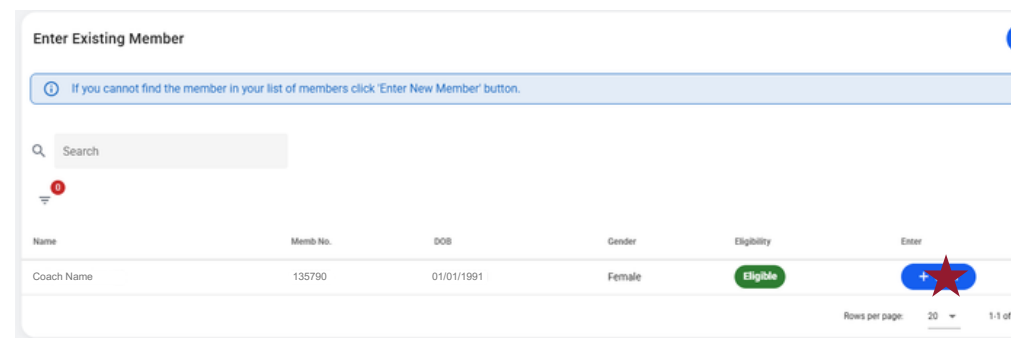 Enter Existing Member
If you cannot find the member in your list of members click 'Enter New Member' button.
Search
0
Name Memb No. DOB Gender Eligibility Enter
Coach Name 135790 01/01/1991 Female Eligible +
Rows per page: 20 1-1 of